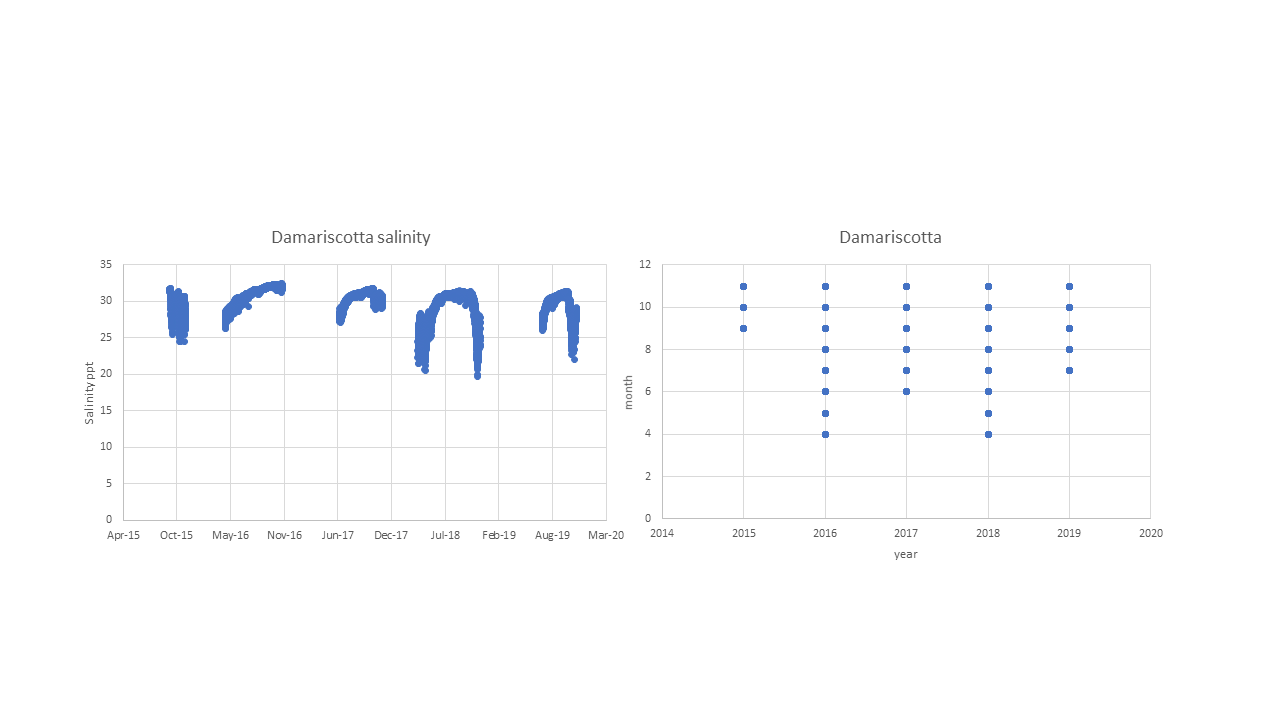 Damariscotta salinity
35
30
25
20
15
10
5
0
Salinity ppt
Apr-15 Oct-15 May-16 Nov-16 Jun-17 Dec-17 Jul-18 Feb-19 Aug-19 Mar-20
Damariscotta
12
10
8
6
4
2
0
month
2014 2015 2016 2017 2018 2019 2020
year